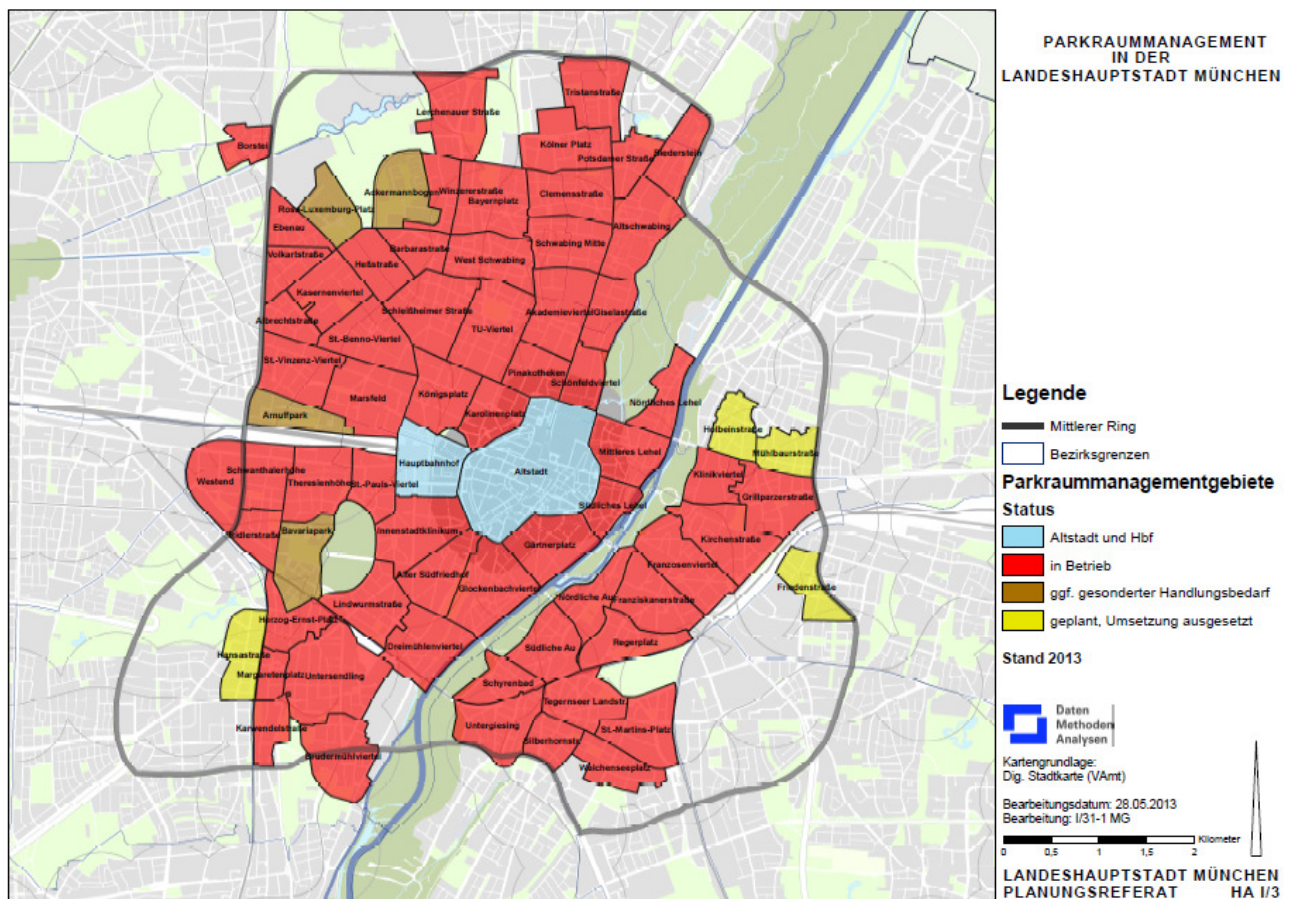 PARKRAUMMANAGEMENT
IN DER
LANDESHAUPTSTADT MÜNCHEN
Tristanstraße
Lerchenauer Straße
Borstei
Kölner Platz
Potsdamer Straße
Biederstein
Ackermannbogen
Winzererstraße
Bayernplatz
Clemensstraße
Rosa-Luxemburg-Platz
Ebenau
Altschwabing
Barbarastraße
Schwabing Mitte
Volkartstraße
Heßstraße
West Schwabing
Kasernenviertel
Albrechtstraße
Schleißheimer Straße
TU-Viertel
Akademieviertel
Giselastraße
St.-Benno-Viertel
St.-Vinzenz-Viertel
Pinakotheken
Schönfeldviertel
Marsfeld
Königsplatz
Nördliches Lehel
Arnulfpark
Karolinenplatz
Holbeinstraße
Mühlbaurstraße
Mittleres Lehel
Hauptbahnhof
Altstadt
Schwanthalerhöhe
Westend
Theresienhöhe
St.-Pauls-Viertel
Klinikviertel
Grillparzerstraße
Südliches Lehel
Bavariapark
Innenstadtklinikum
Kirchenstraße
Gärtnerplatz
Franzosenviertel
Alter Südfriedhof
Glockenbachviertel
Friedenstraße
Nördliche Au
Franziskanerstraße
Lindwurmstraße
Herzog-Ernst-Platz
Regerplatz
Dreimühlenviertel
Südliche Au
Hansastraße
Margaretenplatz
Untersendling
Schyrenbad
Tegernseer Landstr.
Karwendelstraße
Untergiesing
Silberhornstr.
St.-Martins-Platz
Brudermühlviertel
Walchenseeplatz
Legende
Mittlerer Ring
Bezirksgrenzen
Parkraummanagementgebiete
Status
Altstadt und Hbf
in Betrieb
ggf. gesonderter Handlungsbedarf
geplant, Umsetzung ausgesetzt
Stand 2013
Daten
Methoden
Analysen
Kartengrundlage:
Dig. Stadtkarte (VAmt)
Bearbeitungsdatum: 28.05.2013
Bearbeitung: I/31-1 MG
Kilometer
0 0,5 1 1,5 2
LANDESHAUPTSTADT MÜNCHEN
PLANUNGSREFERAT HA I/3